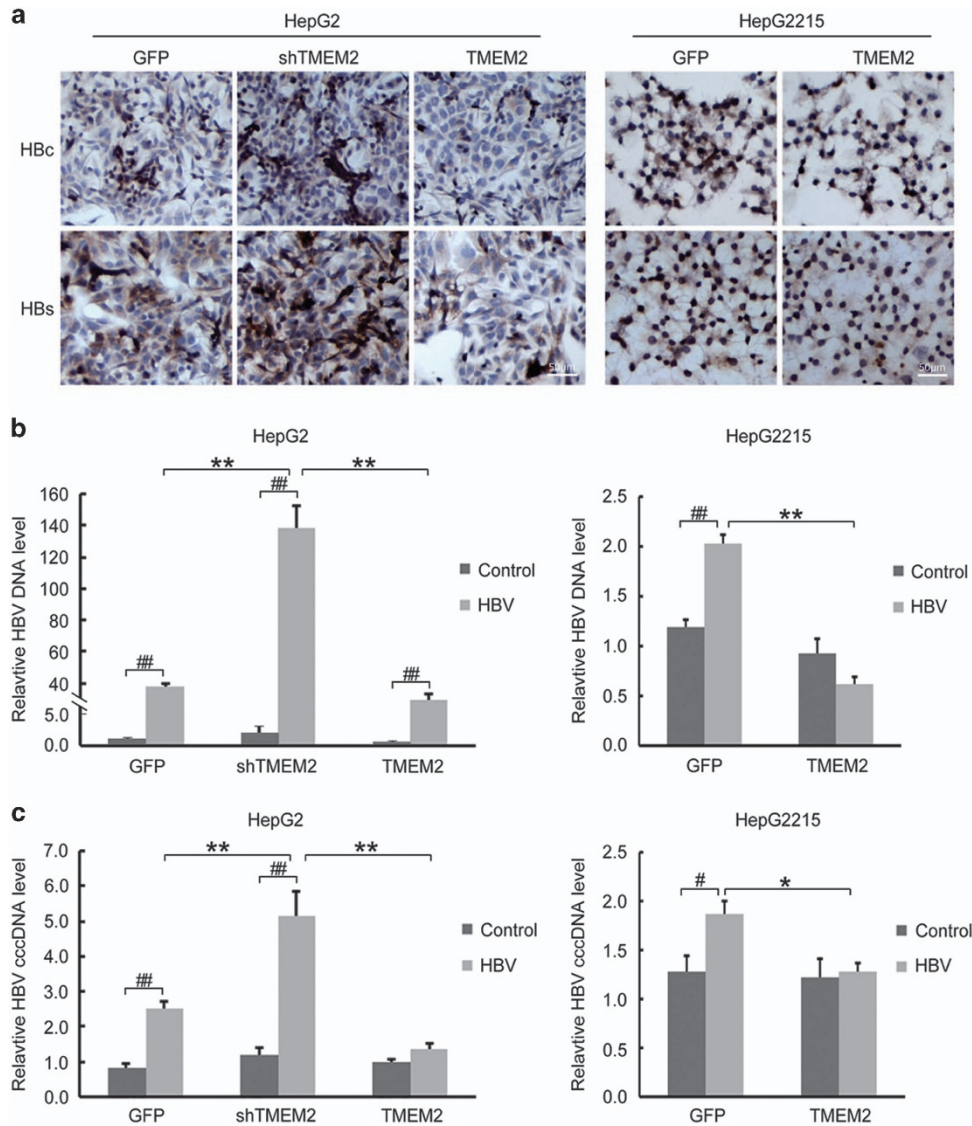 a
HepG2
HepG2215
GFP
shTMEM2
TMEM2
GFP
TMEM2
HBc
HBs
50μm
50μm
b
HepG2
HepG2215
Relavtive HBV DNA level
160
140
120
100
80
60
40
5.0
0.0
**
**
##
##
##
Control
HBV
GFP
shTMEM2
TMEM2
Relavtive HBV DNA level
2.5
2.0
1.5
1.0
0.5
0.0
##
**
Control
HBV
GFP
TMEM2
c
HepG2
HepG2215
Relavtive HBV cccDNA level
7.0
6.0
5.0
4.0
3.0
2.0
1.0
0.0
**
**
##
##
Control
HBV
GFP
shTMEM2
TMEM2
Relavtive HBV cccDNA level
2.5
2.0
1.5
1.0
5.0
0.0
#
*
Control
HBV
GFP
TMEM2